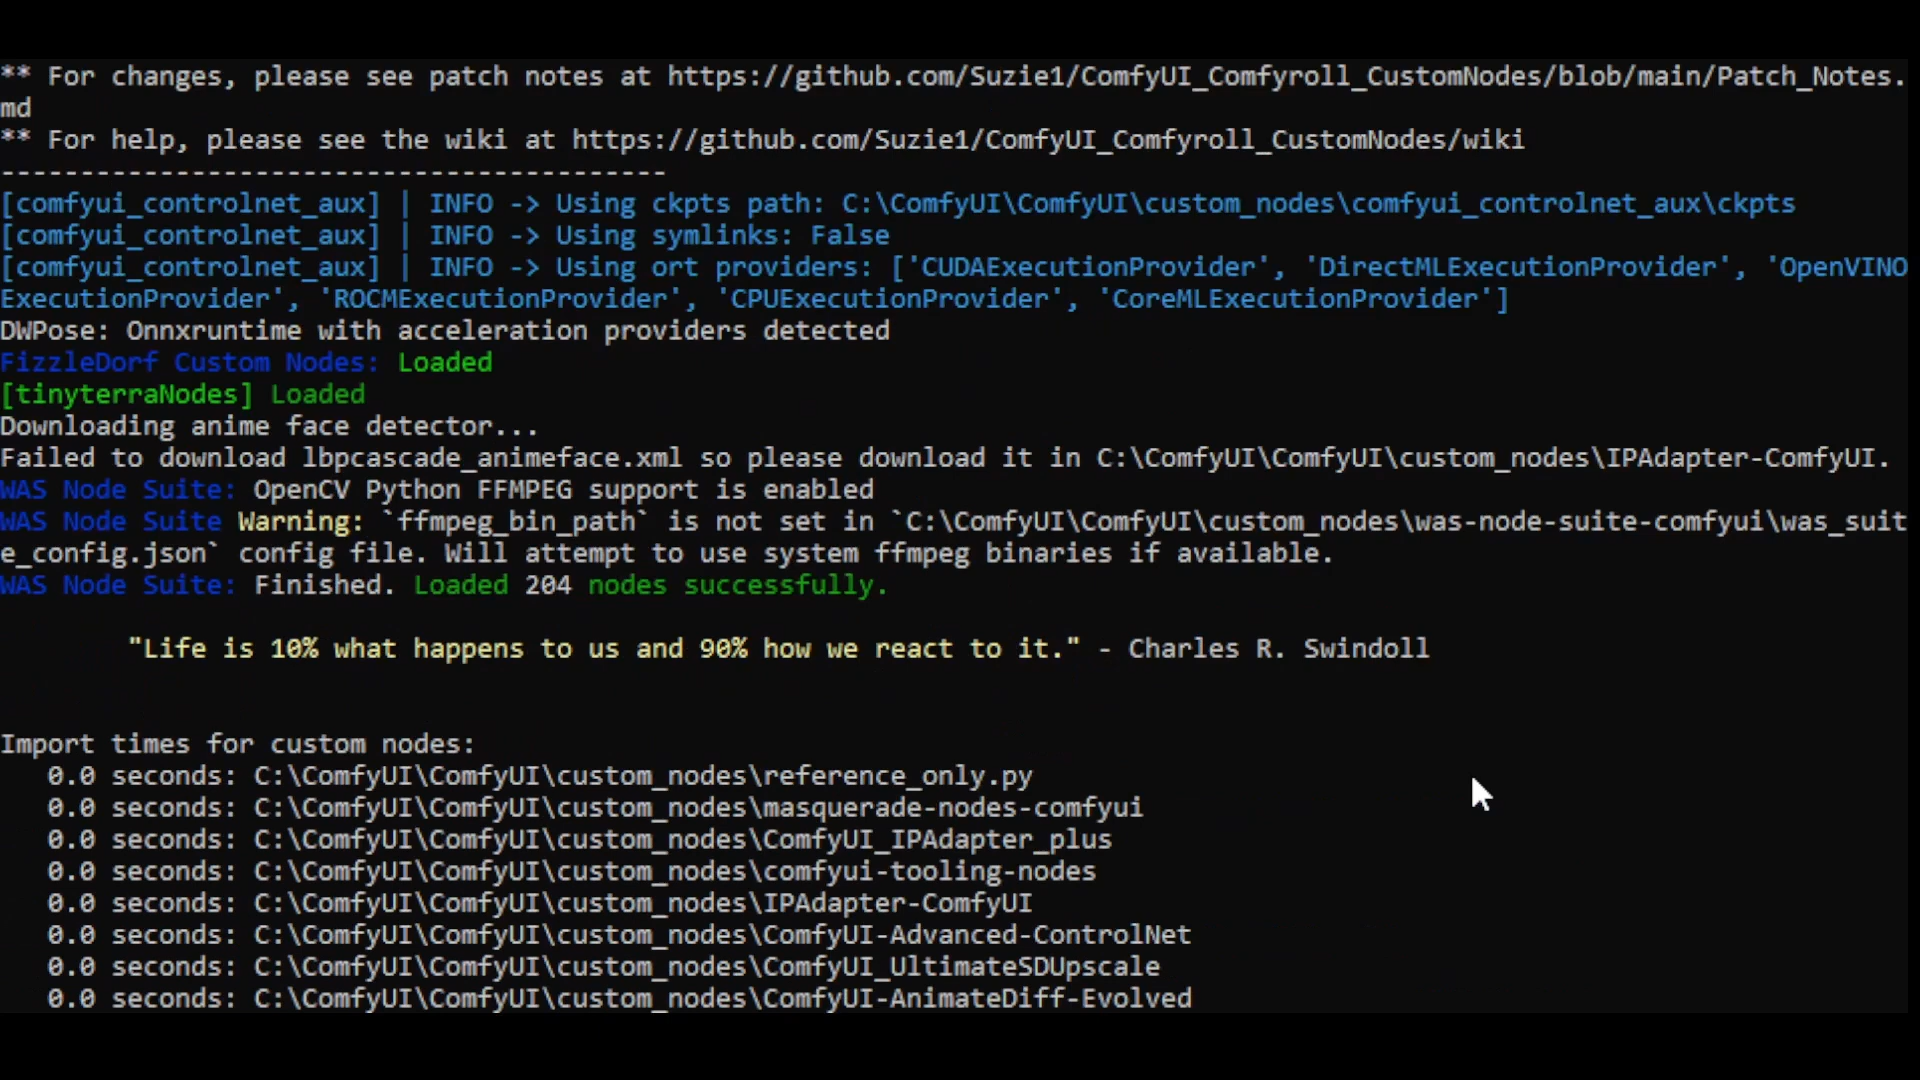 ** For changes, please see patch notes at https://github.com/Suzie1/ComfyUI_Comfyroll_CustomNodes/blob/main/Patch_Notes.
md
** For help, please see the wiki at https://github.com/Suzie1/ComfyUI_Comfyroll_CustomNodes/wiki
------------------------------------------
[comfyui_controlnet_aux] | INFO -> Using ckpts path: C:\ComfyUI\ComfyUI\custom_nodes\comfyui_controlnet_aux\ckpts
[comfyui_controlnet_aux] | INFO -> Using symlinks: False
[comfyui_controlnet_aux] | INFO -> Using ort providers: ['CUDAExecutionProvider', 'DirectMLExecutionProvider', 'OpenVINO
ExecutionProvider', 'ROCMExecutionProvider', 'CPUExecutionProvider', 'CoreMLExecutionProvider']
DWPose: Onnxruntime with acceleration providers detected
FizzleDorf Custom Nodes: Loaded
[tinyterraNodes] Loaded
Downloading anime face detector...
Failed to download lbpcascade_animeface.xml so please download it in C:\ComfyUI\ComfyUI\custom_nodes\IPAdapter-ComfyUI.
WAS Node Suite: OpenCV Python FFMPEG support is enabled
WAS Node Suite Warning: `ffmpeg_bin_path` is not set in `C:\ComfyUI\ComfyUI\custom_nodes\was-node-suite-comfyui\was_suit
e_config.json` config file. Will attempt to use system ffmpeg binaries if available.
WAS Node Suite: Finished. Loaded 204 nodes successfully.
"Life is 10% what happens to us and 90% how we react to it." - Charles R. Swindoll
Import times for custom nodes:
0.0 seconds: C:\ComfyUI\ComfyUI\custom_nodes\reference_only.py
0.0 seconds: C:\ComfyUI\ComfyUI\custom_nodes\masquerade-nodes-comfyui
0.0 seconds: C:\ComfyUI\ComfyUI\custom_nodes\ComfyUI_IPAdapter_plus
0.0 seconds: C:\ComfyUI\ComfyUI\custom_nodes\comfyui-tooling-nodes
0.0 seconds: C:\ComfyUI\ComfyUI\custom_nodes\IPAdapter-ComfyUI
0.0 seconds: C:\ComfyUI\ComfyUI\custom_nodes\ComfyUI-Advanced-ControlNet
0.0 seconds: C:\ComfyUI\ComfyUI\custom_nodes\ComfyUI_UltimateSDUpscale
0.0 seconds: C:\ComfyUI\ComfyUI\custom_nodes\ComfyUI-AnimateDiff-Evolved